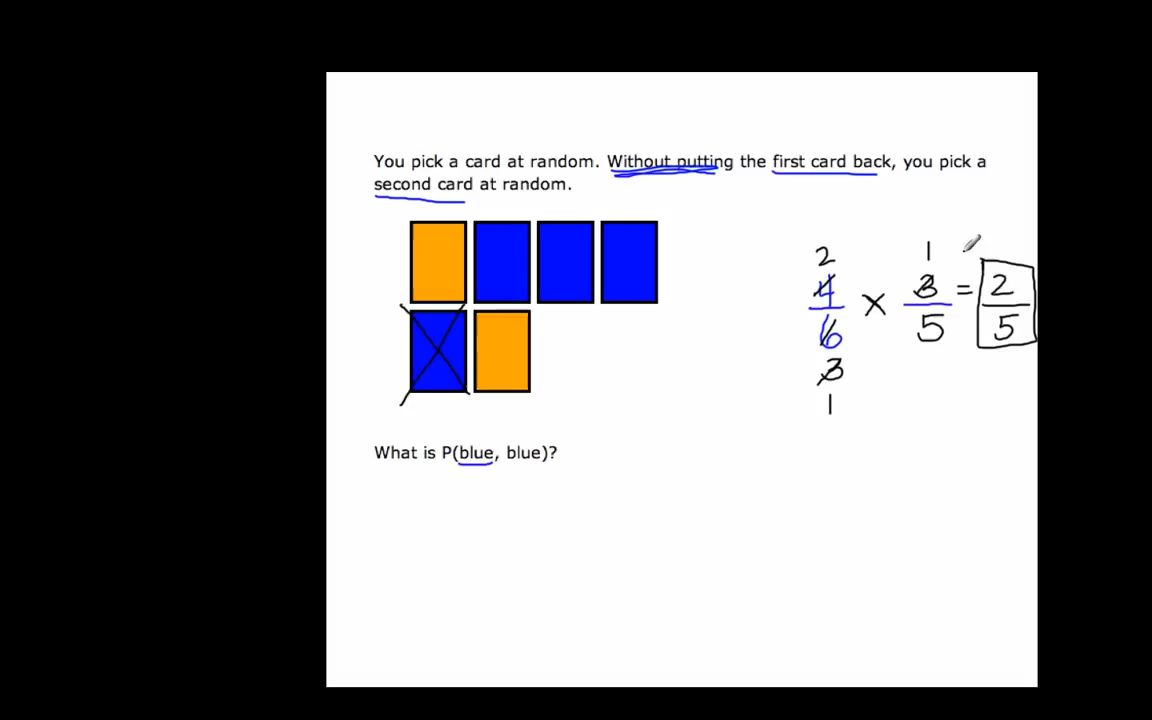 You pick a card at random. Without putting the first card back, you pick a
second card at random.
2 1
4/6 × 3/5 = 2/5
3
1
What is P(blue, blue)?